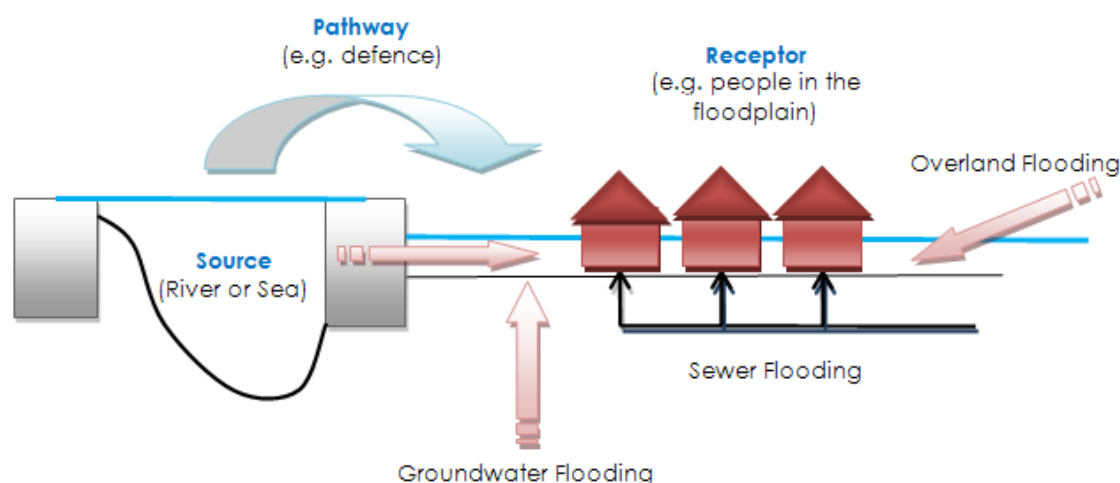 Pathway
(e.g. defence)
Receptor
(e.g. people in the
floodplain)
Overland Flooding
Source
(River or Sea)
Sewer Flooding
Groundwater Flooding